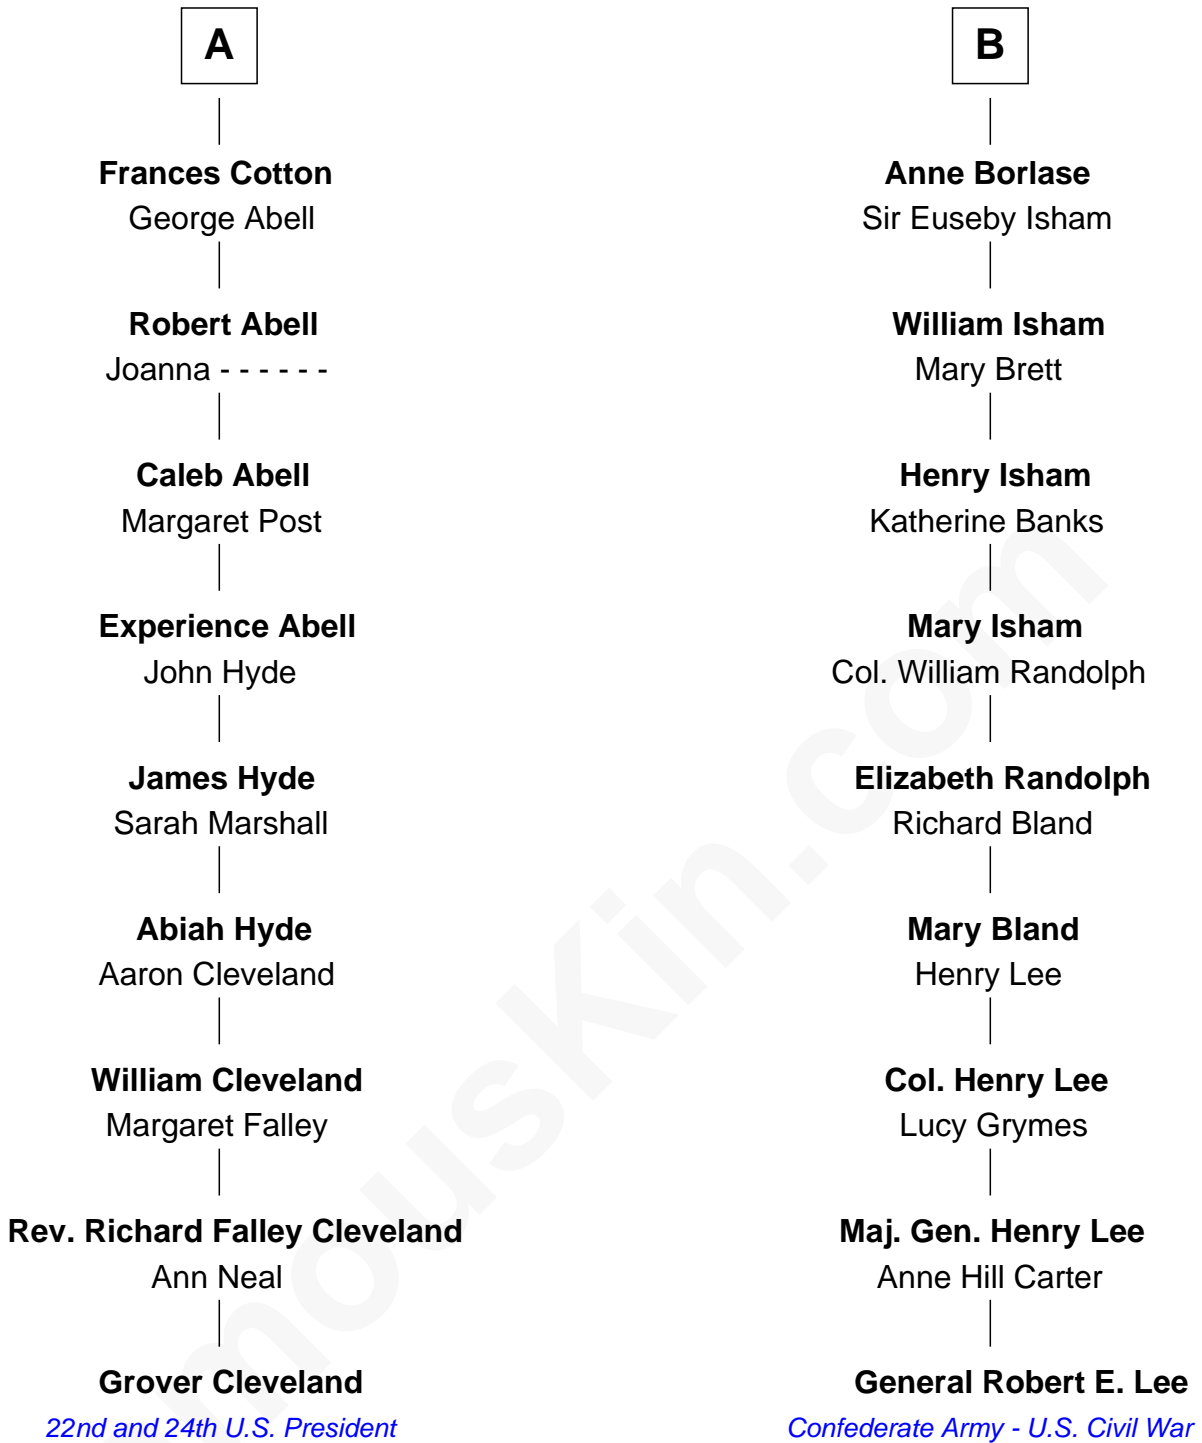 A
Frances Cotton
George Abell
Robert Abell
Joanna - - - - - -
Caleb Abell
Margaret Post
Experience Abell
John Hyde
James Hyde
Sarah Marshall
Abiah Hyde
Aaron Cleveland
William Cleveland
Margaret Falley
Rev. Richard Falley Cleveland
Ann Neal
Grover Cleveland
22nd and 24th U.S. President
B
Anne Borlase
Sir Euseby Isham
William Isham
Mary Brett
Henry Isham
Katherine Banks
Mary Isham
Col. William Randolph
Elizabeth Randolph
Richard Bland
Mary Bland
Henry Lee
Col. Henry Lee
Lucy Grymes
Maj. Gen. Henry Lee
Anne Hill Carter
General Robert E. Lee
Confederate Army - U.S. Civil War
mousKin.com